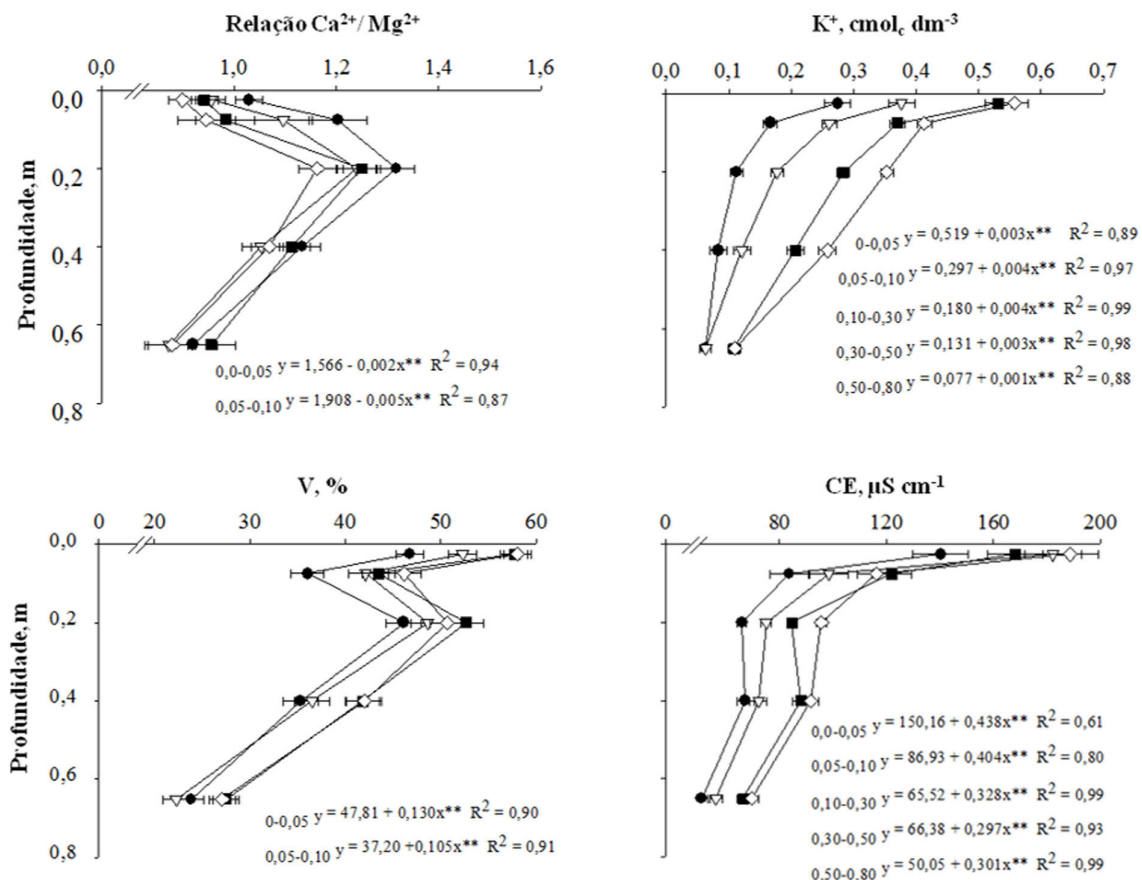 Relação Ca²⁺/ Mg²⁺
0,0 1,0 1,2 1,4 1,6
0,0
0,2
0,4
0,6
0,8
Profundidade, m
0,0-0,05 y = 1,566 - 0,002x** R² = 0,94
0,05-0,10 y = 1,908 - 0,005x** R² = 0,87
K⁺, cmol_c dm⁻³
0,0 0,1 0,2 0,3 0,4 0,5 0,6 0,7
0-0,05 y = 0,519 + 0,003x** R² = 0,89
0,05-0,10 y = 0,297 + 0,004x** R² = 0,97
0,10-0,30 y = 0,180 + 0,004x** R² = 0,99
0,30-0,50 y = 0,131 + 0,003x** R² = 0,98
0,50-0,80 y = 0,077 + 0,001x** R² = 0,88
V, %
0 20 30 40 50 60
0,0
0,2
0,4
0,6
0,8
Profundidade, m
0-0,05 y = 47,81 + 0,130x** R² = 0,90
0,05-0,10 y = 37,20 + 0,105x** R² = 0,91
CE, µS cm⁻¹
0 80 120 160 200
0,0-0,05 y = 150,16 + 0,438x** R² = 0,61
0,05-0,10 y = 86,93 + 0,404x** R² = 0,80
0,10-0,30 y = 65,52 + 0,328x** R² = 0,99
0,30-0,50 y = 66,38 + 0,297x** R² = 0,93
0,50-0,80 y = 50,05 + 0,301x** R² = 0,99